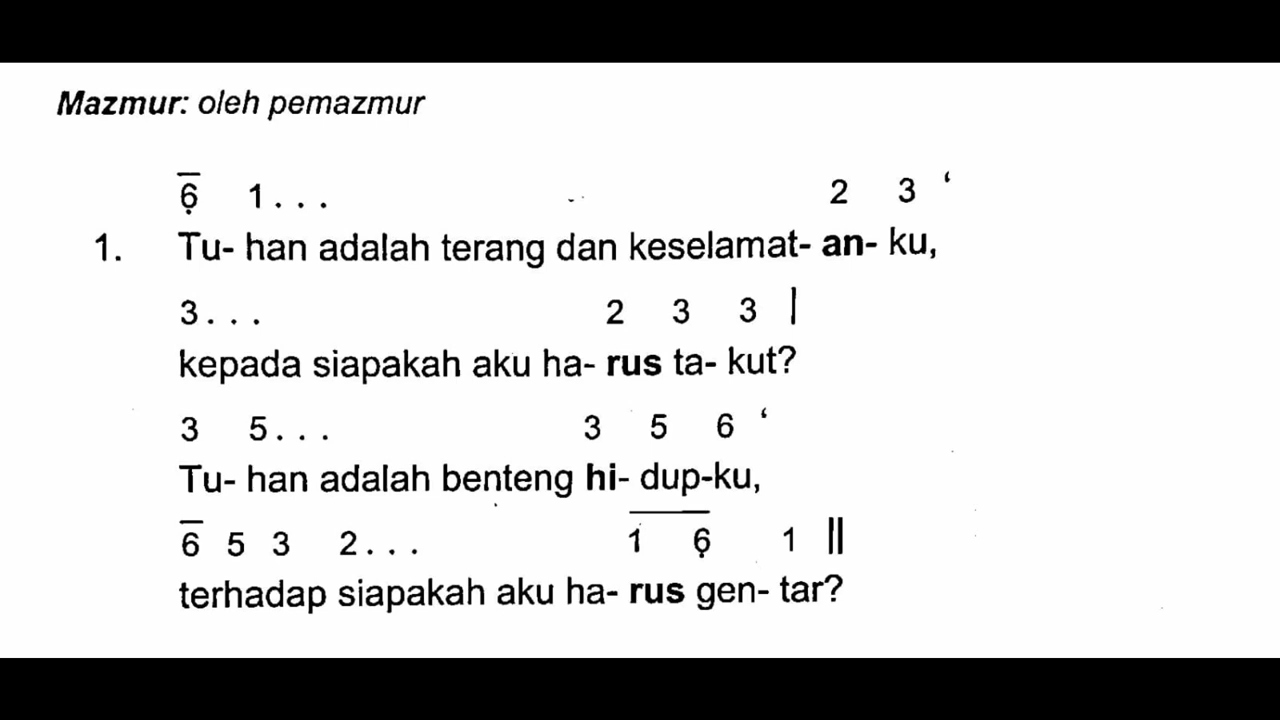 Mazmur: oleh pemazmur
6̣̅ 1 . . . 2 3 ‘
1. Tu- han adalah terang dan keselamat- an- ku,
3 . . . 2 3 3 |
kepada siapakah aku ha- rus ta- kut?
3 5 . . . 3 5 6 ‘
Tu- han adalah benteng hi- dup-ku,
6̅ 5 3 2 . . . 1̅ 6̣̅ 1 ||
terhadap siapakah aku ha- rus gen- tar?